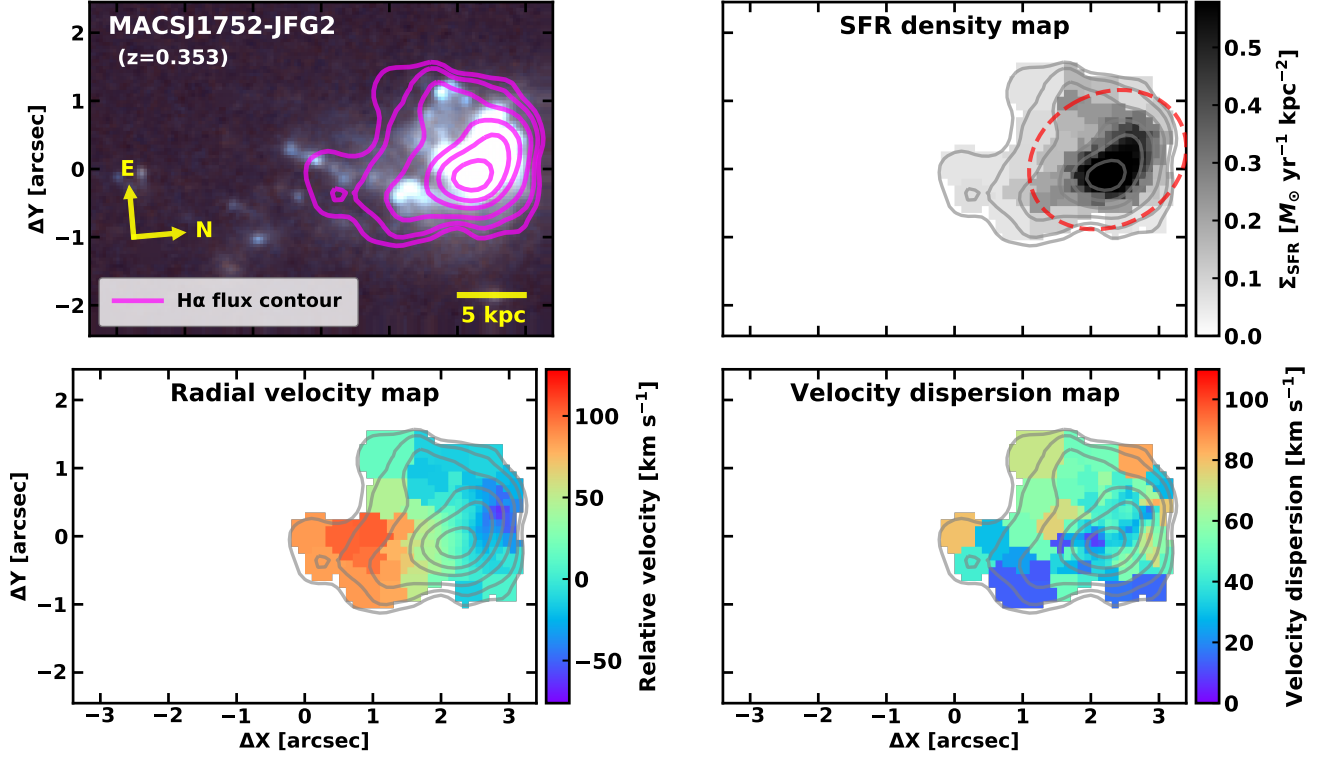 MACSJ1752-JFG2
(z=0.353)
E
N
Hα flux contour
5 kpc
2
1
0
−1
−2
ΔY [arcsec]
SFR density map
0.5
0.4
0.3
0.2
0.1
0.0
Σ_SFR [M_⊙ yr⁻¹ kpc⁻²]
Radial velocity map
2
1
0
−1
−2
ΔY [arcsec]
−3 −2 −1 0 1 2 3
ΔX [arcsec]
100
50
0
−50
Relative velocity [km s⁻¹]
Velocity dispersion map
−3 −2 −1 0 1 2 3
ΔX [arcsec]
100
80
60
40
20
0
Velocity dispersion [km s⁻¹]